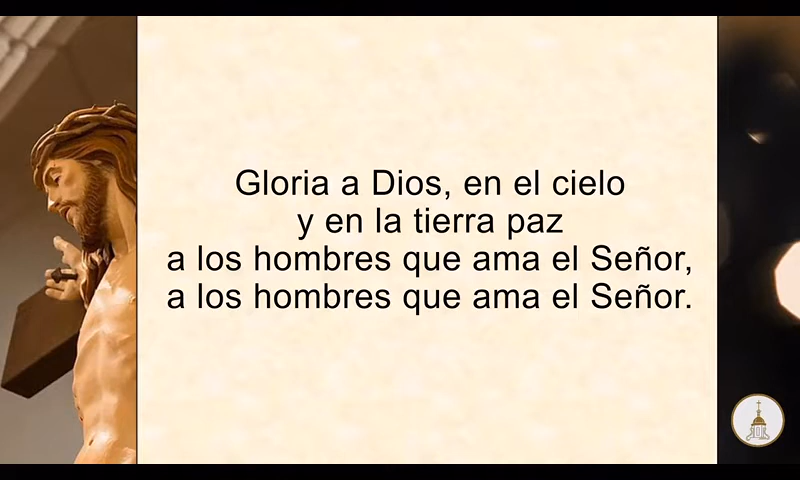 Gloria a Dios, en el cielo
y en la tierra paz
a los hombres que ama el Señor,
a los hombres que ama el Señor.